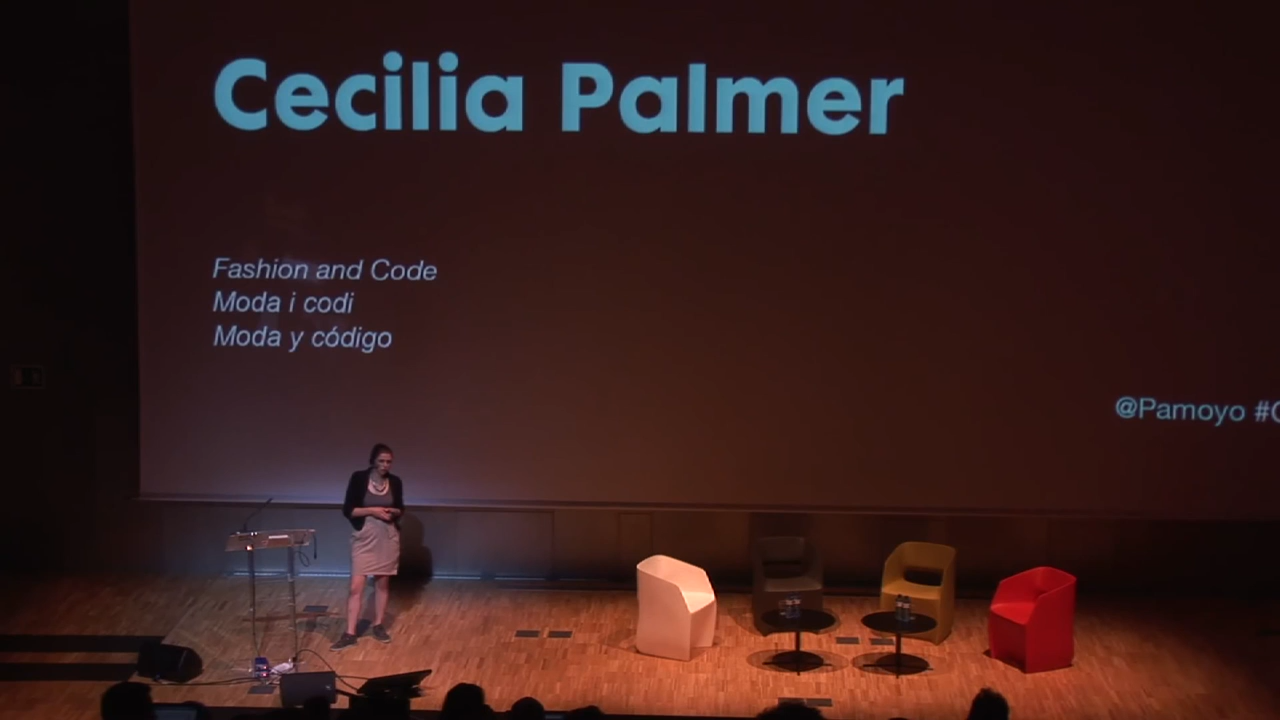 Cecilia Palmer
Fashion and Code
Moda i codi
Moda y código
@Pamoyo